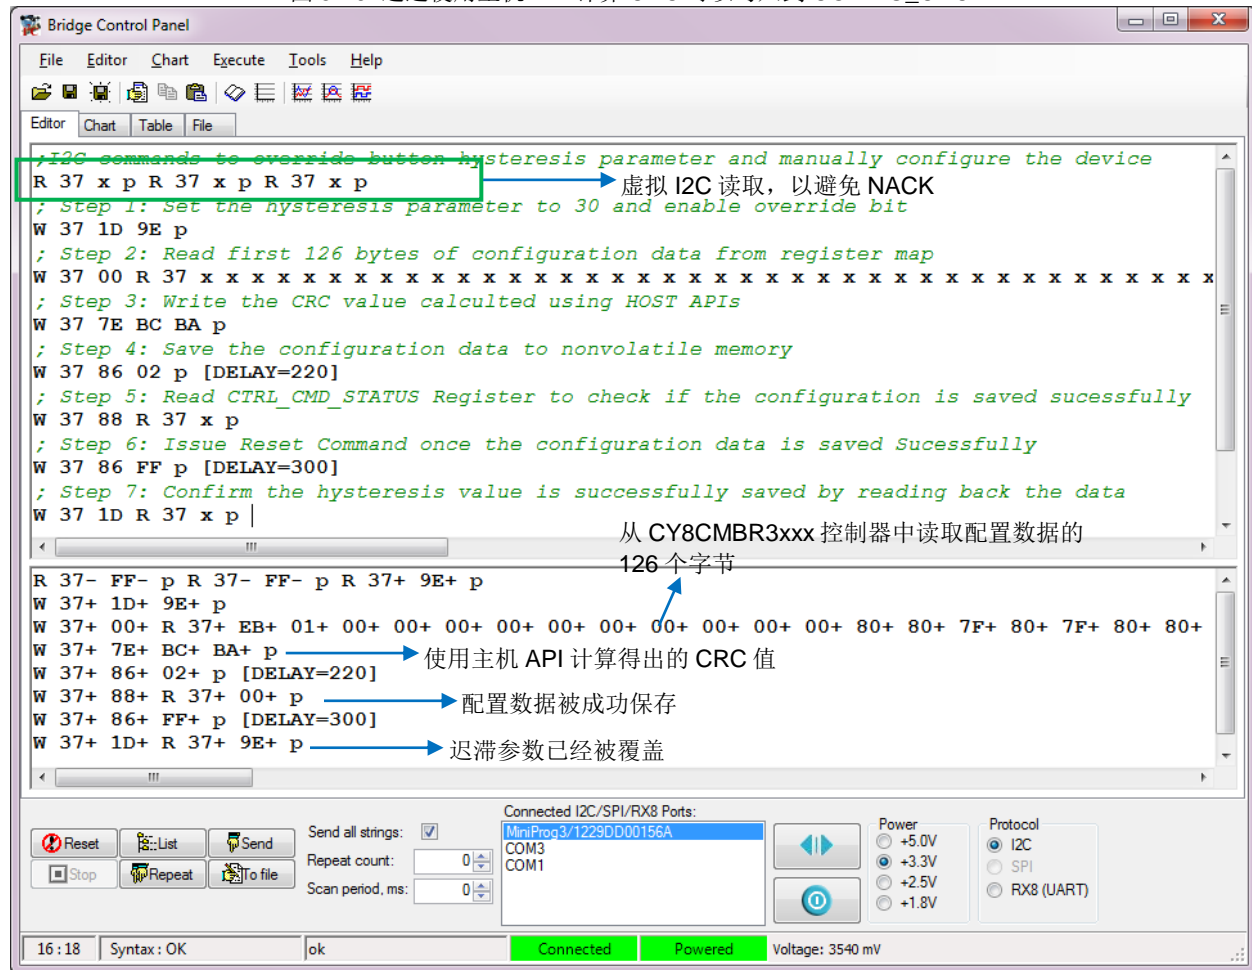 Bridge Control Panel
File Editor Chart Execute Tools Help
Editor Chart Table File
;I2C commands to override button hysteresis parameter and manually configure the device
R 37 x p R 37 x p R 37 x p
虚拟 I2C 读取，以避免 NACK
; Step 1: Set the hysteresis parameter to 30 and enable override bit
W 37 1D 9E p
; Step 2: Read first 126 bytes of configuration data from register map
W 37 00 R 37 x x x x x x x x x x x x x x x x x x x x x x x x x x x x x x x x x x x x x x x x
; Step 3: Write the CRC value calculted using HOST APIs
W 37 7E BC BA p
; Step 4: Save the configuration data to nonvolatile memory
W 37 86 02 p [DELAY=220]
; Step 5: Read CTRL_CMD_STATUS Register to check if the configuration is saved sucessfully
W 37 88 R 37 x p
; Step 6: Issue Reset Command once the configuration data is saved Sucessfully
W 37 86 FF p [DELAY=300]
; Step 7: Confirm the hysteresis value is successfully saved by reading back the data
W 37 1D R 37 x p
从 CY8CMBR3xxx 控制器中读取配置数据的
126 个字节
R 37- FF- p R 37- FF- p R 37+ 9E+ p
W 37+ 1D+ 9E+ p
W 37+ 00+ R 37+ EB+ 01+ 00+ 00+ 00+ 00+ 00+ 00+ 00+ 00+ 00+ 00+ 80+ 80+ 7F+ 80+ 7F+ 80+ 80+
W 37+ 7E+ BC+ BA+ p
使用主机 API 计算得出的 CRC 值
W 37+ 86+ 02+ p [DELAY=220]
W 37+ 88+ R 37+ 00+ p
配置数据被成功保存
W 37+ 86+ FF+ p [DELAY=300]
W 37+ 1D+ R 37+ 9E+ p
迟滞参数已经被覆盖
Connected I2C/SPI/RX8 Ports:
Reset List Send
Stop Repeat To file
Send all strings:
Repeat count: 0
Scan period, ms: 0
MiniProg3/1229DD00156A
COM3
COM1
Power
+5.0V
+3.3V
+2.5V
+1.8V
Protocol
I2C
SPI
RX8 (UART)
16 : 18 Syntax : OK ok Connected Powered Voltage: 3540 mV